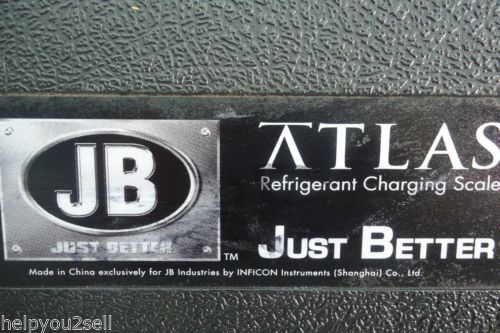 JB
JUST BETTER
TM
ATLAS
Refrigerant Charging Scale
JUST BETTER
Made in China exclusively for JB Industries by INFICON Instruments (Shanghai) Co., Ltd.
helpyou2sell